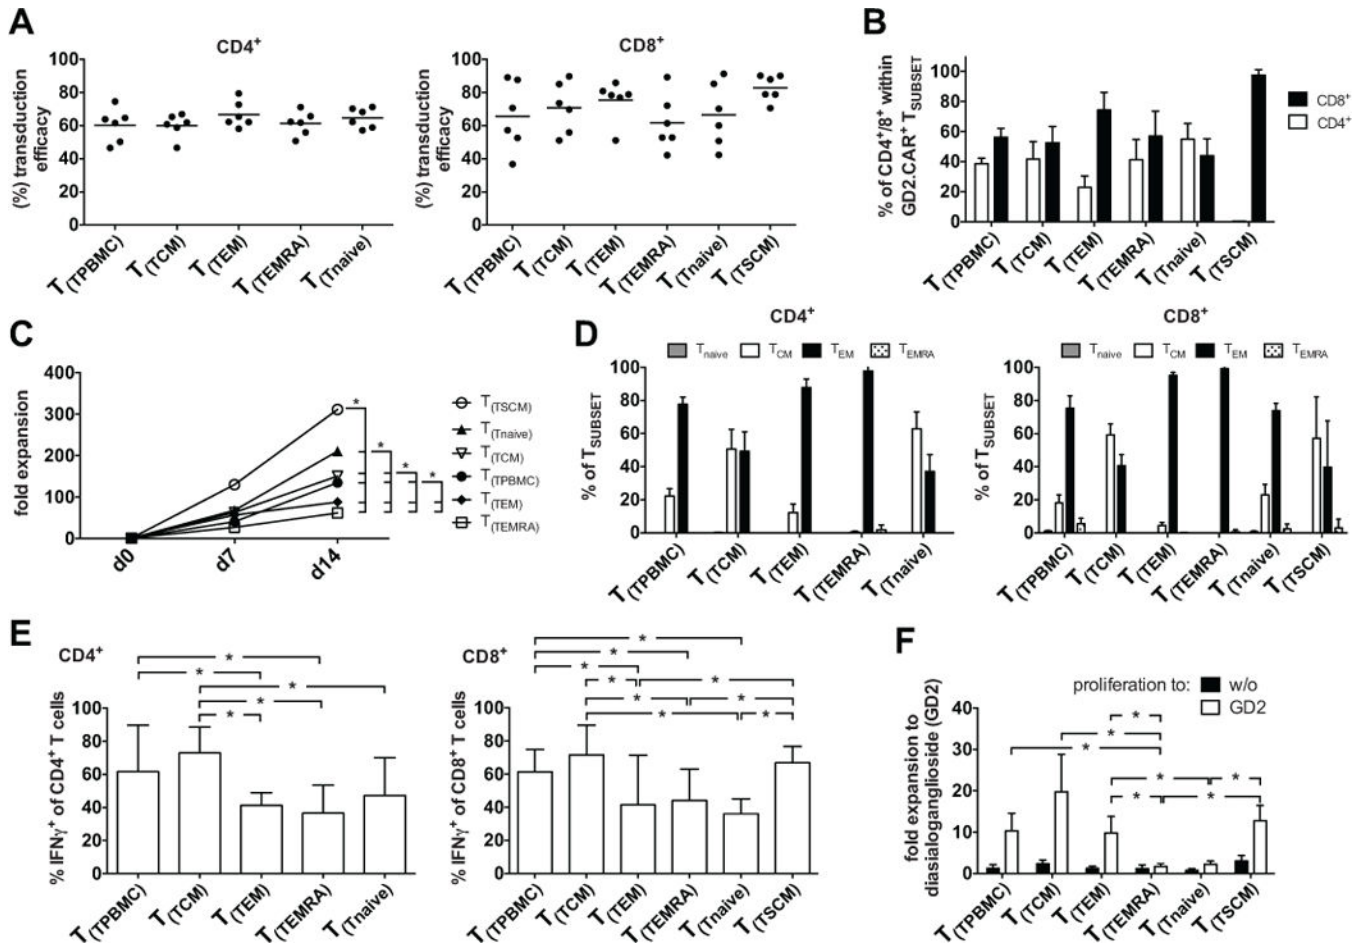 A
CD4+
(%) transduction
efficacy
100
80
60
40
20
0
T(TPBMC)
T(TCM)
T(TEM)
T(TEMRA)
T(Tnaive)
CD8+
(%) transduction
efficacy
100
80
60
40
20
0
T(TPBMC)
T(TCM)
T(TEM)
T(TEMRA)
T(Tnaive)
T(TSCM)
B
% of CD4+/8+ within
GD2.CAR+ TSUBSET
100
80
60
40
20
0
CD8+
CD4+
T(TPBMC)
T(TCM)
T(TEM)
T(TEMRA)
T(Tnaive)
T(TSCM)
C
fold expansion
400
300
200
100
0
d0
d7
d14
*
*
*
*
T(TSCM)
T(Tnaive)
T(TCM)
T(TPBMC)
T(TEM)
T(TEMRA)
D
CD4+
Tnaive TCM TEM TEMRA
% of TSUBSET
100
80
60
40
20
0
T(TPBMC)
T(TCM)
T(TEM)
T(TEMRA)
T(Tnaive)
CD8+
Tnaive TCM TEM TEMRA
% of TSUBSET
100
80
60
40
20
0
T(TPBMC)
T(TCM)
T(TEM)
T(TEMRA)
T(Tnaive)
T(TSCM)
E
CD4+
*
*
*
*
*
% IFNγ+ of CD4+ T cells
100
80
60
40
20
0
T(TPBMC)
T(TCM)
T(TEM)
T(TEMRA)
T(Tnaive)
CD8+
*
*
*
* *
* *
* *
% IFNγ+ of CD8+ T cells
100
80
60
40
20
0
T(TPBMC)
T(TCM)
T(TEM)
T(TEMRA)
T(Tnaive)
T(TSCM)
F
proliferation to: w/o
GD2
*
*
*
* *
* *
fold expansion to
diasialoganglioside (GD2)
40
30
20
10
0
T(TPBMC)
T(TCM)
T(TEM)
T(TEMRA)
T(Tnaive)
T(TSCM)